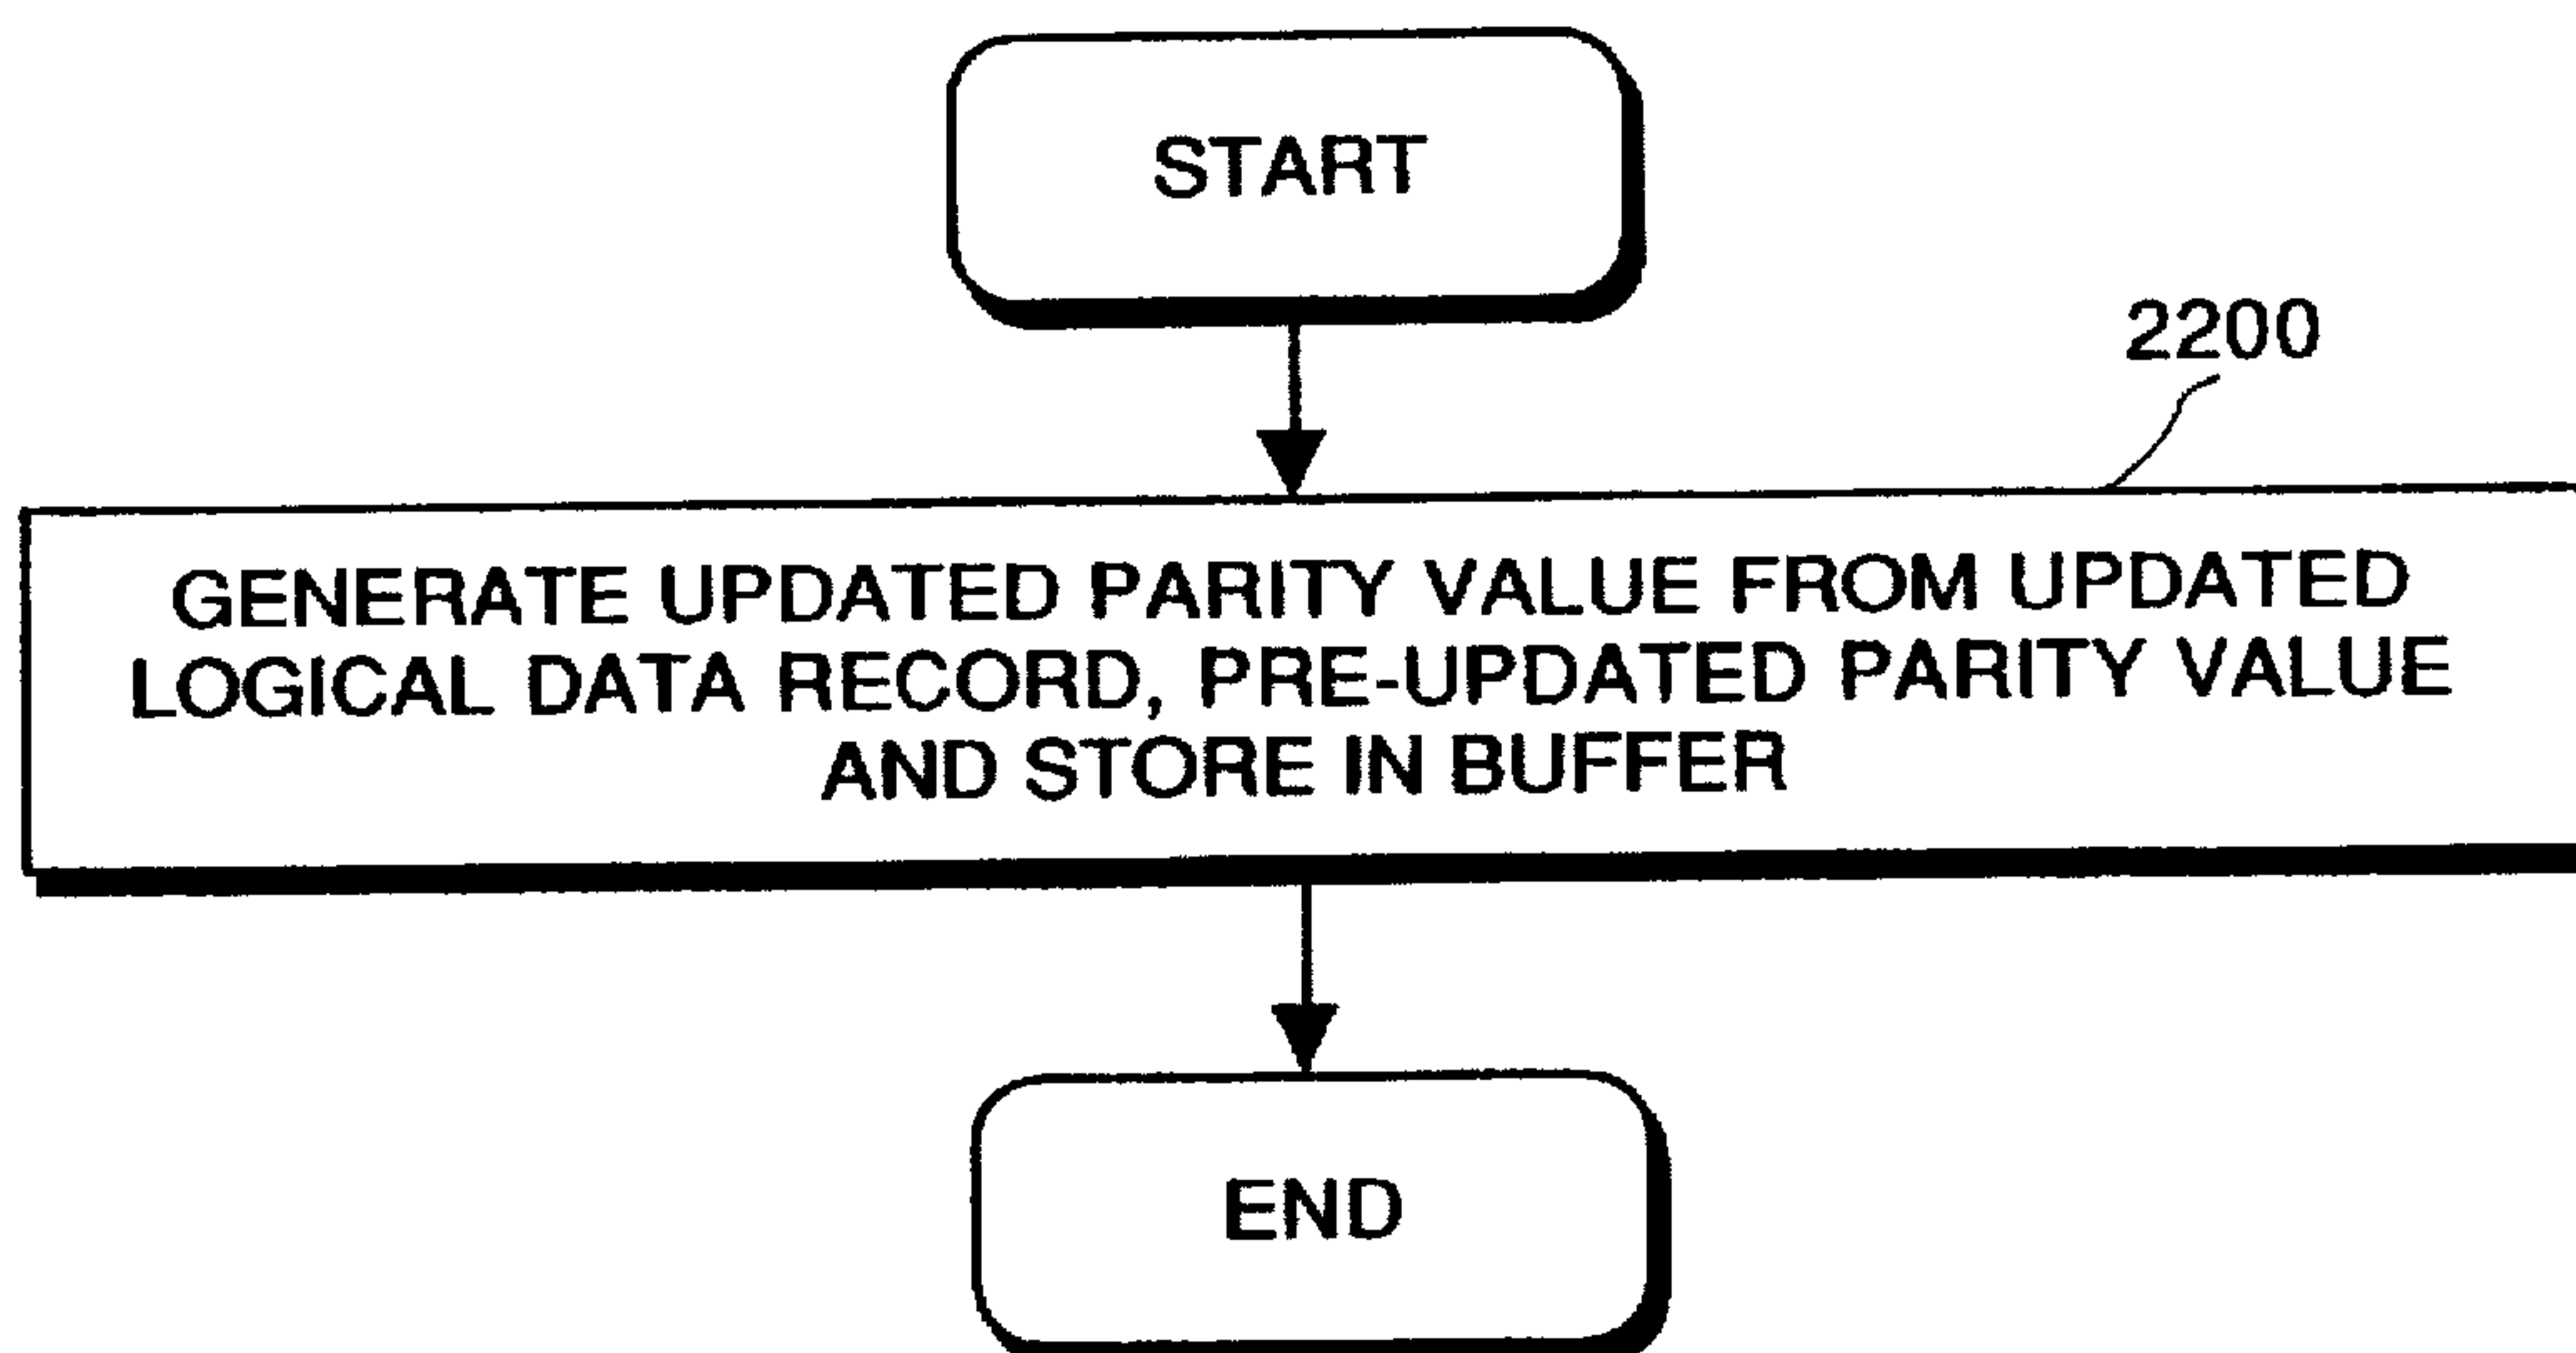 START
2200
GENERATE UPDATED PARITY VALUE FROM UPDATED
LOGICAL DATA RECORD, PRE-UPDATED PARITY VALUE
AND STORE IN BUFFER
END